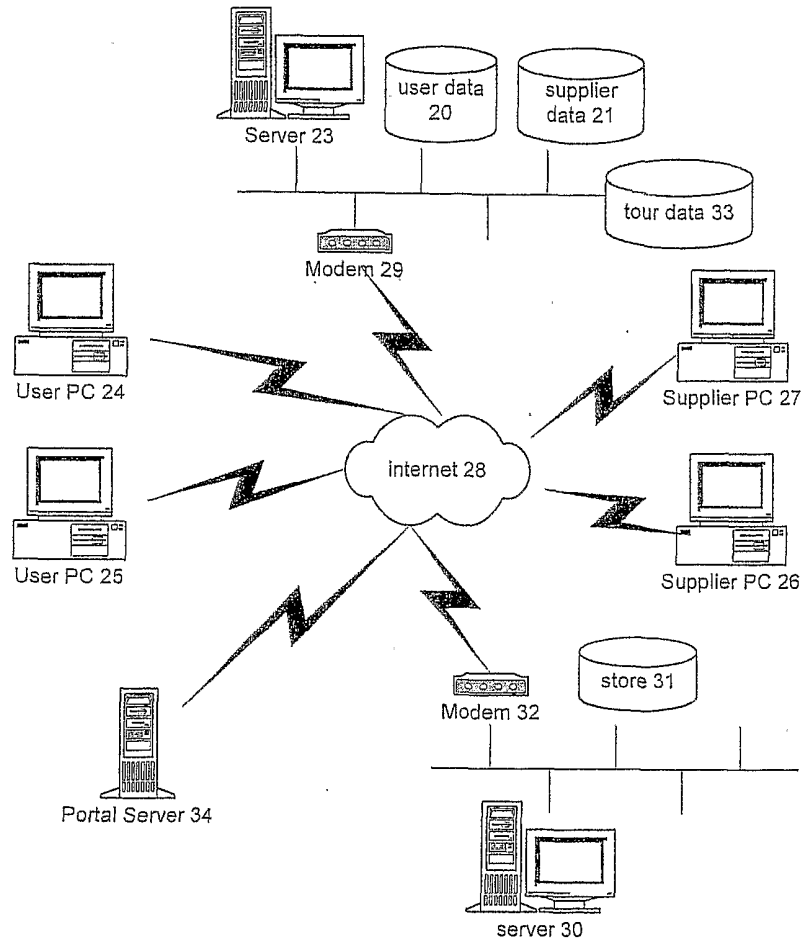 user data
20
supplier
data 21
Server 23
tour data 33
Modem 29
User PC 24
Supplier PC 27
internet 28
User PC 25
Supplier PC 26
store 31
Modem 32
Portal Server 34
server 30